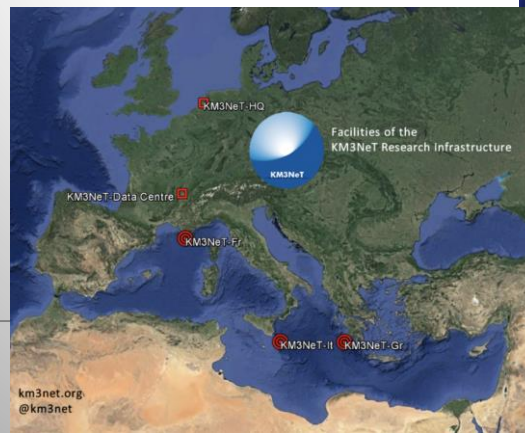 KM3NeT-HQ
Facilities of the
KM3NeT Research Infrastructure
KM3NeT
KM3NeT-Data Centre
KM3NeT-Fr
KM3NeT-It
KM3NeT-Gr
km3net.org
@km3net